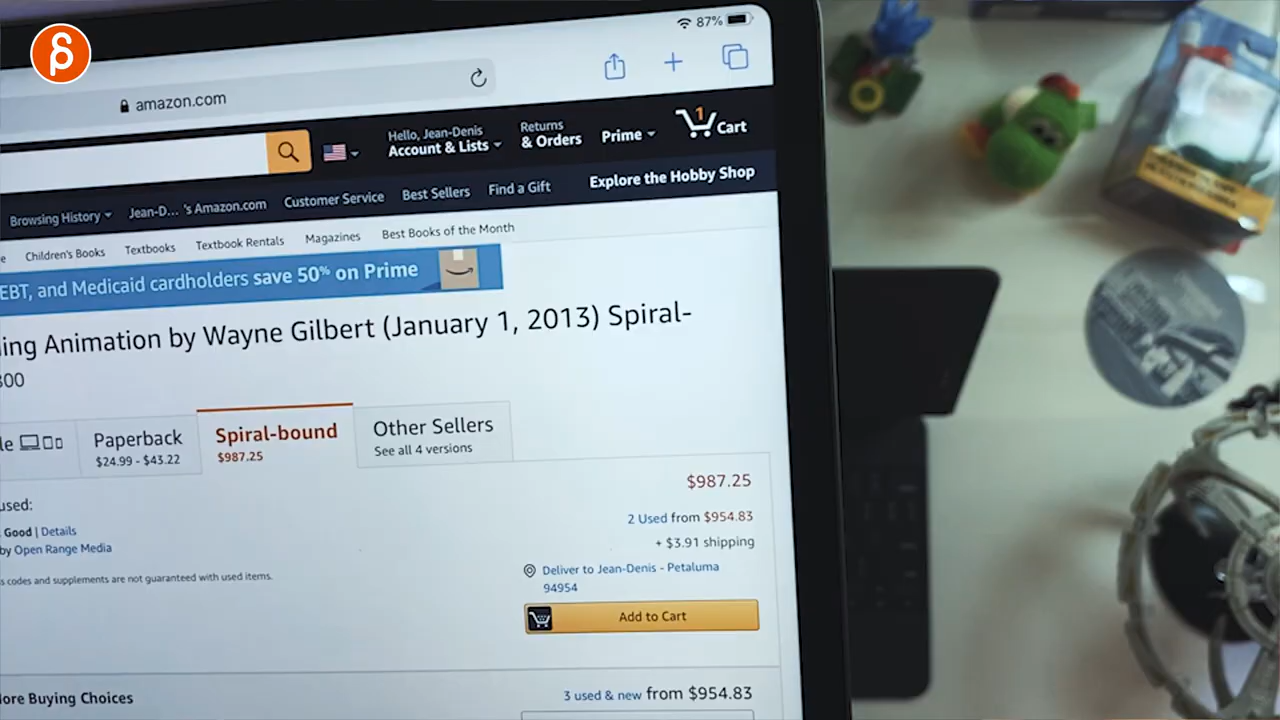 87%
amazon.com
Hello, Jean-Denis
Account & Lists
Returns
& Orders
Prime
1
Cart
Browsing History
Jean-D... 's Amazon.com
Customer Service
Best Sellers
Find a Gift
Explore the Hobby Shop
Children's Books
Textbooks
Textbook Rentals
Magazines
Best Books of the Month
EBT, and Medicaid cardholders save 50% on Prime
ing Animation by Wayne Gilbert (January 1, 2013) Spiral-
800
le
Paperback
$24.99 - $43.22
Spiral-bound
$987.25
Other Sellers
See all 4 versions
used:
Good | Details
by Open Range Media
s codes and supplements are not guaranteed with used items.
$987.25
2 Used from $954.83
+ $3.91 shipping
Deliver to Jean-Denis - Petaluma
94954
Add to Cart
ore Buying Choices
3 used & new from $954.83